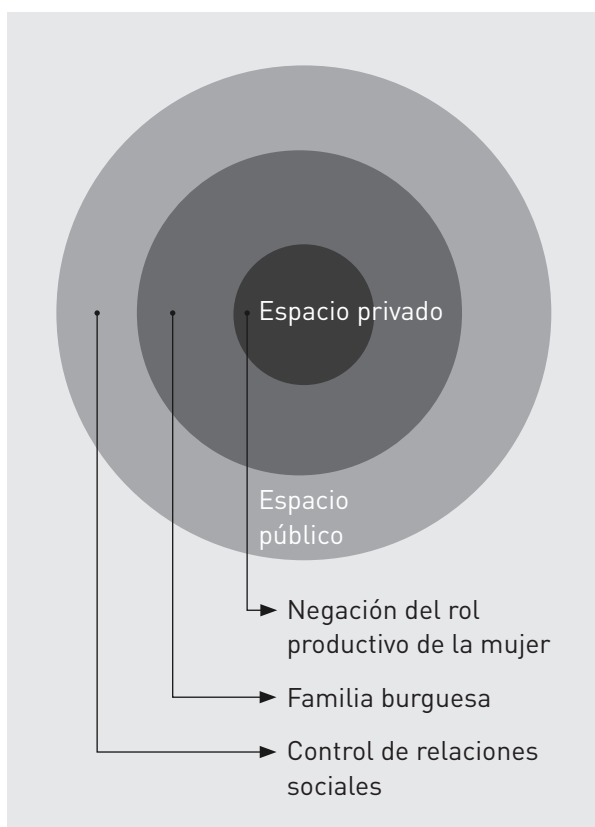 Espacio privado
Espacio
público
Negación del rol
productivo de la mujer
Familia burguesa
Control de relaciones
sociales